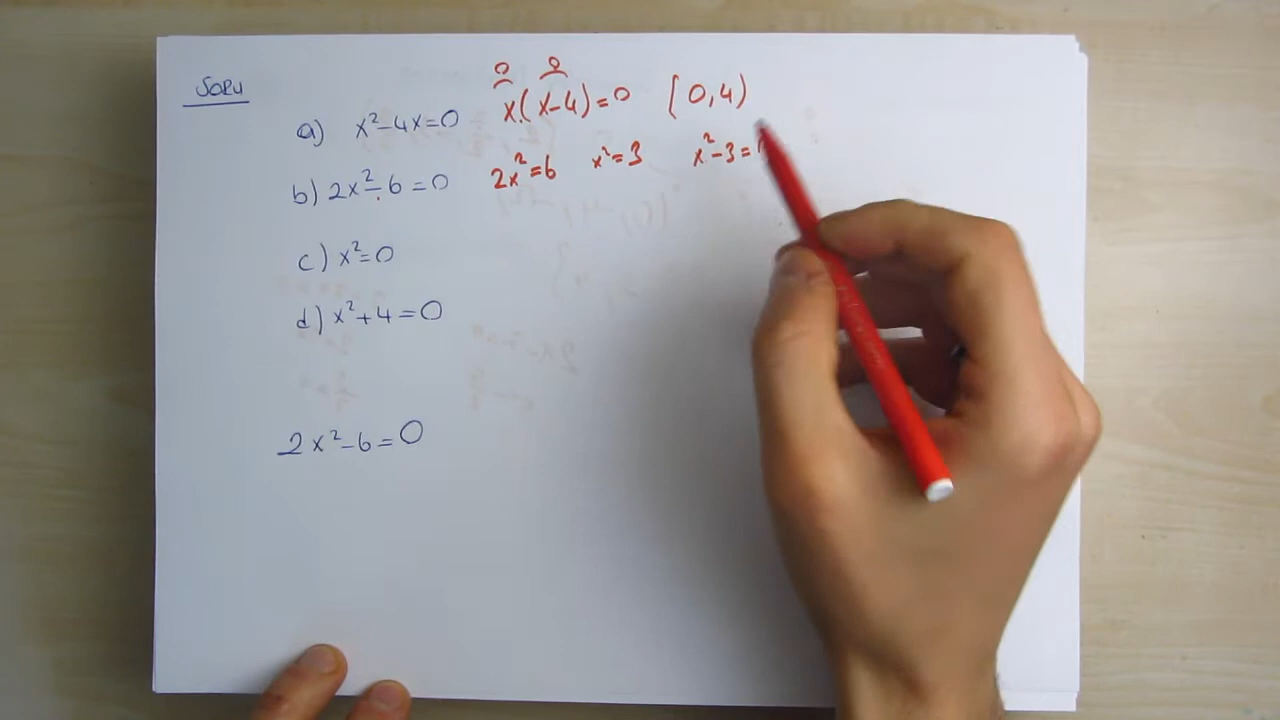 Soru
a) x²-4x=0 x.(x-4)=0 (0,4)
b) 2x²-6=0 2x²=6 x²=3 x²-3=
c) x²=0
d) x²+4=0
2x²-6=0